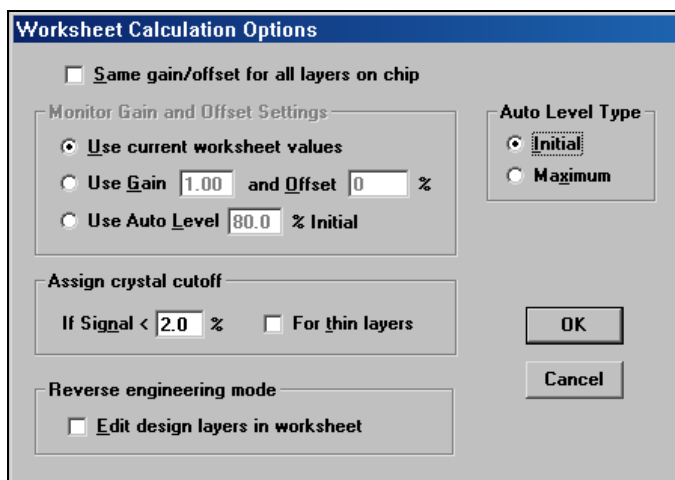 Worksheet Calculation Options
Same gain/offset for all layers on chip
Monitor Gain and Offset Settings
Use current worksheet values
Use Gain 1.00 and Offset 0 %
Use Auto Level 80.0 % Initial
Auto Level Type
Initial
Maximum
Assign crystal cutoff
If Signal < 2.0 % For thin layers
OK
Cancel
Reverse engineering mode
Edit design layers in worksheet